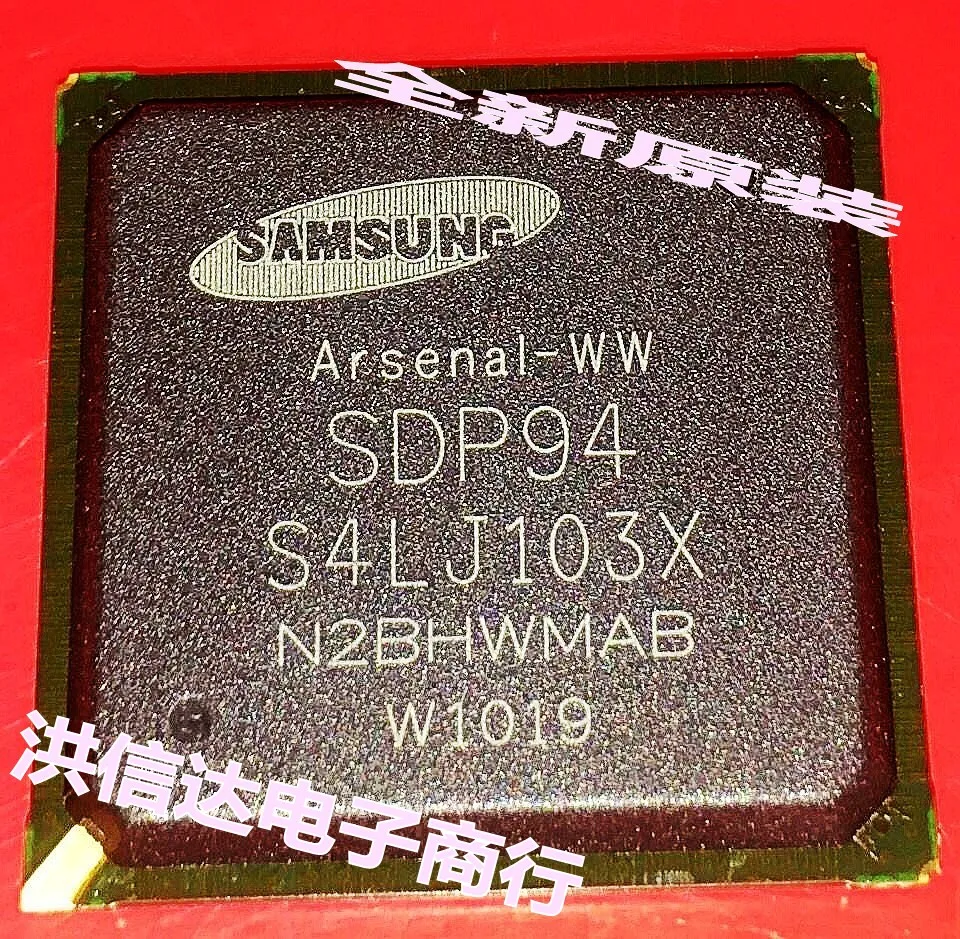 全新原装
SAMSUNG
Arsenal-WW
SDP94
S4LJ103X
N2BHWMAB
W1019
洪信达电子商行